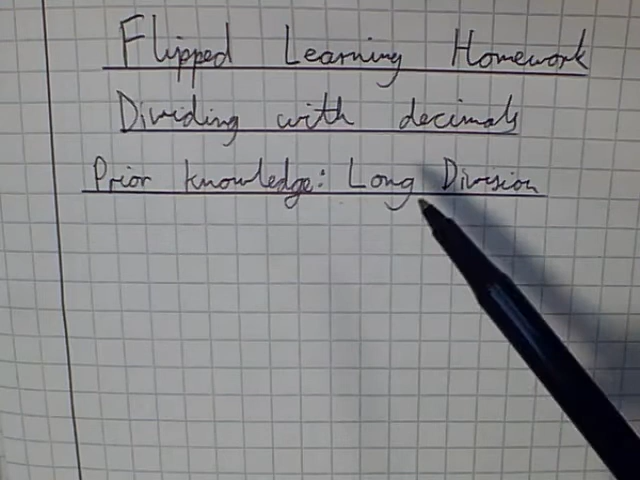 Flipped Learning Homework
Dividing with decimals
Prior knowledge: Long Division